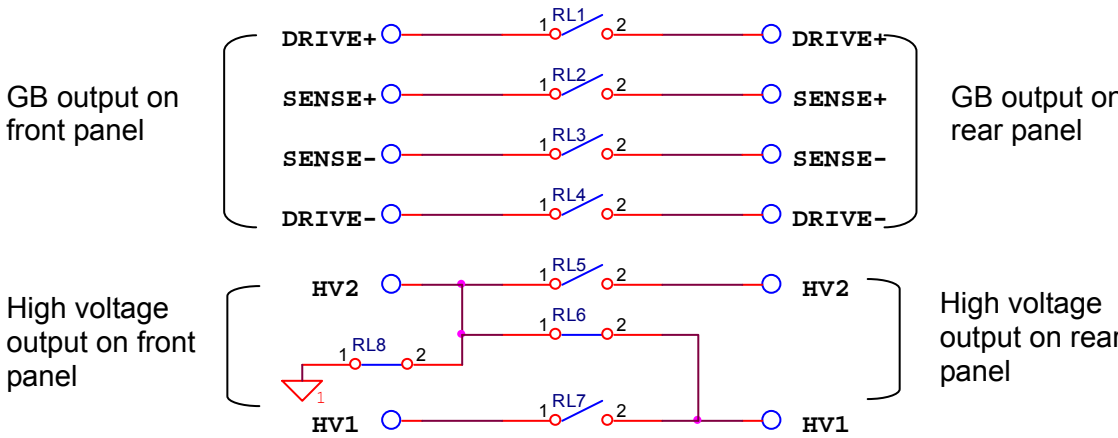 RL1
DRIVE+ 1 2 DRIVE+
RL2
GB output on
front panel
SENSE+ 1 2 SENSE+
GB output on
rear panel
RL3
SENSE- 1 2 SENSE-
RL4
DRIVE- 1 2 DRIVE-
RL5
HV2 1 2 HV2
High voltage
output on front
panel
RL6
1 2
High voltage
output on rear
panel
RL8
1 2
1
RL7
HV1 1 2 HV1